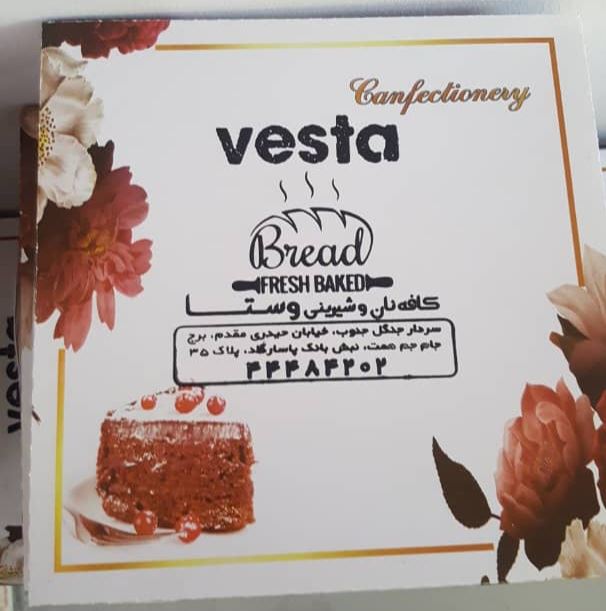 Canfectionery
vesta
Bread
FRESH BAKED
کافه نان و شیرینی وستا
سردار جنگل جنوب، خیابان حیدری مقدم، برج
جام جم همت، نبش بانک پاسارگاد، پلاک ۳۵
۴۴۴۸۴۲۰۲
vesta